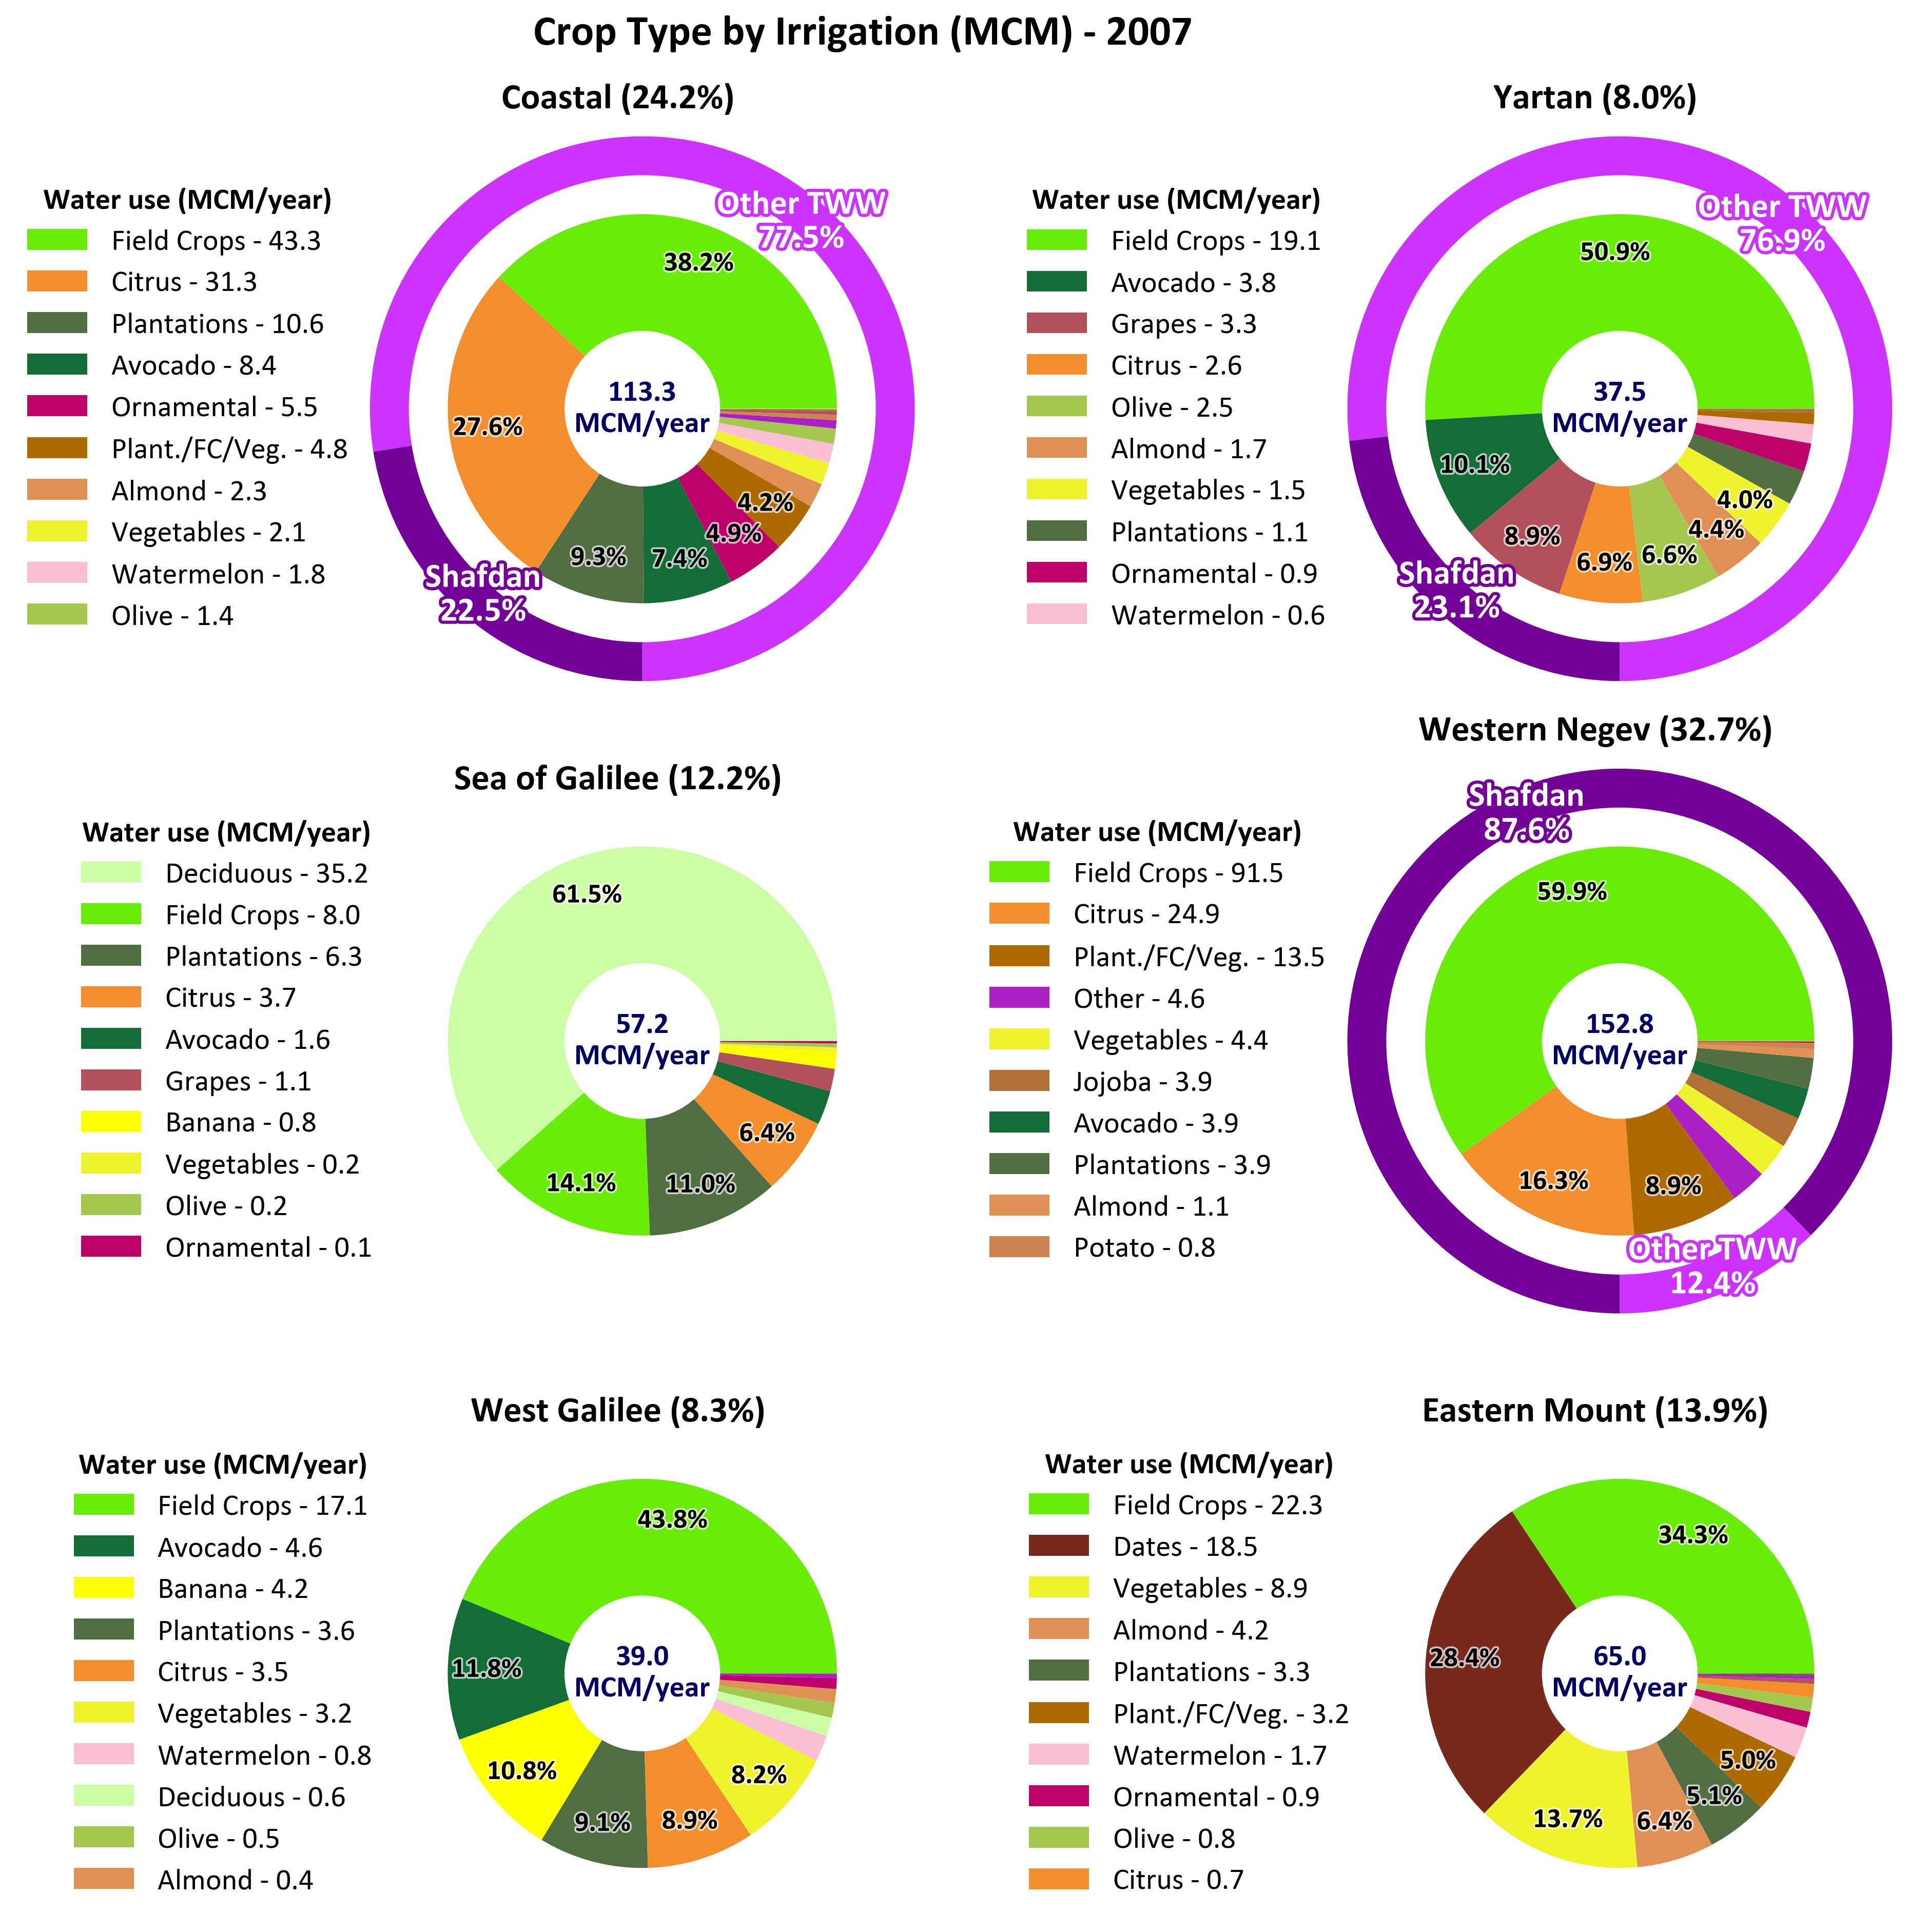 Crop Type by Irrigation (MCM) - 2007
Coastal (24.2%)
Water use (MCM/year)
Field Crops - 43.3
Citrus - 31.3
Plantations - 10.6
Avocado - 8.4
Ornamental - 5.5
Plant./FC/Veg. - 4.8
Almond - 2.3
Vegetables - 2.1
Watermelon - 1.8
Olive - 1.4
Other TWW
77.5%
38.2%
27.6%
113.3
MCM/year
4.2%
4.9%
7.4%
9.3%
Shafdan
22.5%
Yartan (8.0%)
Water use (MCM/year)
Field Crops - 19.1
Avocado - 3.8
Grapes - 3.3
Citrus - 2.6
Olive - 2.5
Almond - 1.7
Vegetables - 1.5
Plantations - 1.1
Ornamental - 0.9
Watermelon - 0.6
Other TWW
76.9%
50.9%
37.5
MCM/year
10.1%
4.0%
4.4%
8.9%
6.9%
6.6%
Shafdan
23.1%
Sea of Galilee (12.2%)
Water use (MCM/year)
Deciduous - 35.2
Field Crops - 8.0
Plantations - 6.3
Citrus - 3.7
Avocado - 1.6
Grapes - 1.1
Banana - 0.8
Vegetables - 0.2
Olive - 0.2
Ornamental - 0.1
61.5%
57.2
MCM/year
6.4%
14.1%
11.0%
Western Negev (32.7%)
Water use (MCM/year)
Field Crops - 91.5
Citrus - 24.9
Plant./FC/Veg. - 13.5
Other - 4.6
Vegetables - 4.4
Jojoba - 3.9
Avocado - 3.9
Plantations - 3.9
Almond - 1.1
Potato - 0.8
Shafdan
87.6%
59.9%
152.8
MCM/year
16.3%
8.9%
Other TWW
12.4%
West Galilee (8.3%)
Water use (MCM/year)
Field Crops - 17.1
Avocado - 4.6
Banana - 4.2
Plantations - 3.6
Citrus - 3.5
Vegetables - 3.2
Watermelon - 0.8
Deciduous - 0.6
Olive - 0.5
Almond - 0.4
43.8%
39.0
MCM/year
11.8%
10.8%
8.2%
9.1%
8.9%
Eastern Mount (13.9%)
Water use (MCM/year)
Field Crops - 22.3
Dates - 18.5
Vegetables - 8.9
Almond - 4.2
Plantations - 3.3
Plant./FC/Veg. - 3.2
Watermelon - 1.7
Ornamental - 0.9
Olive - 0.8
Citrus - 0.7
34.3%
28.4%
65.0
MCM/year
5.0%
5.1%
13.7%
6.4%